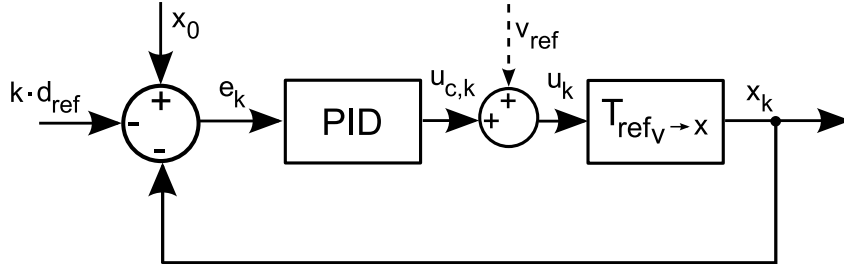 x0
vref
k·dref
+
-
-
ek
PID
uc,k
+
+
uk
Trefv→x
xk